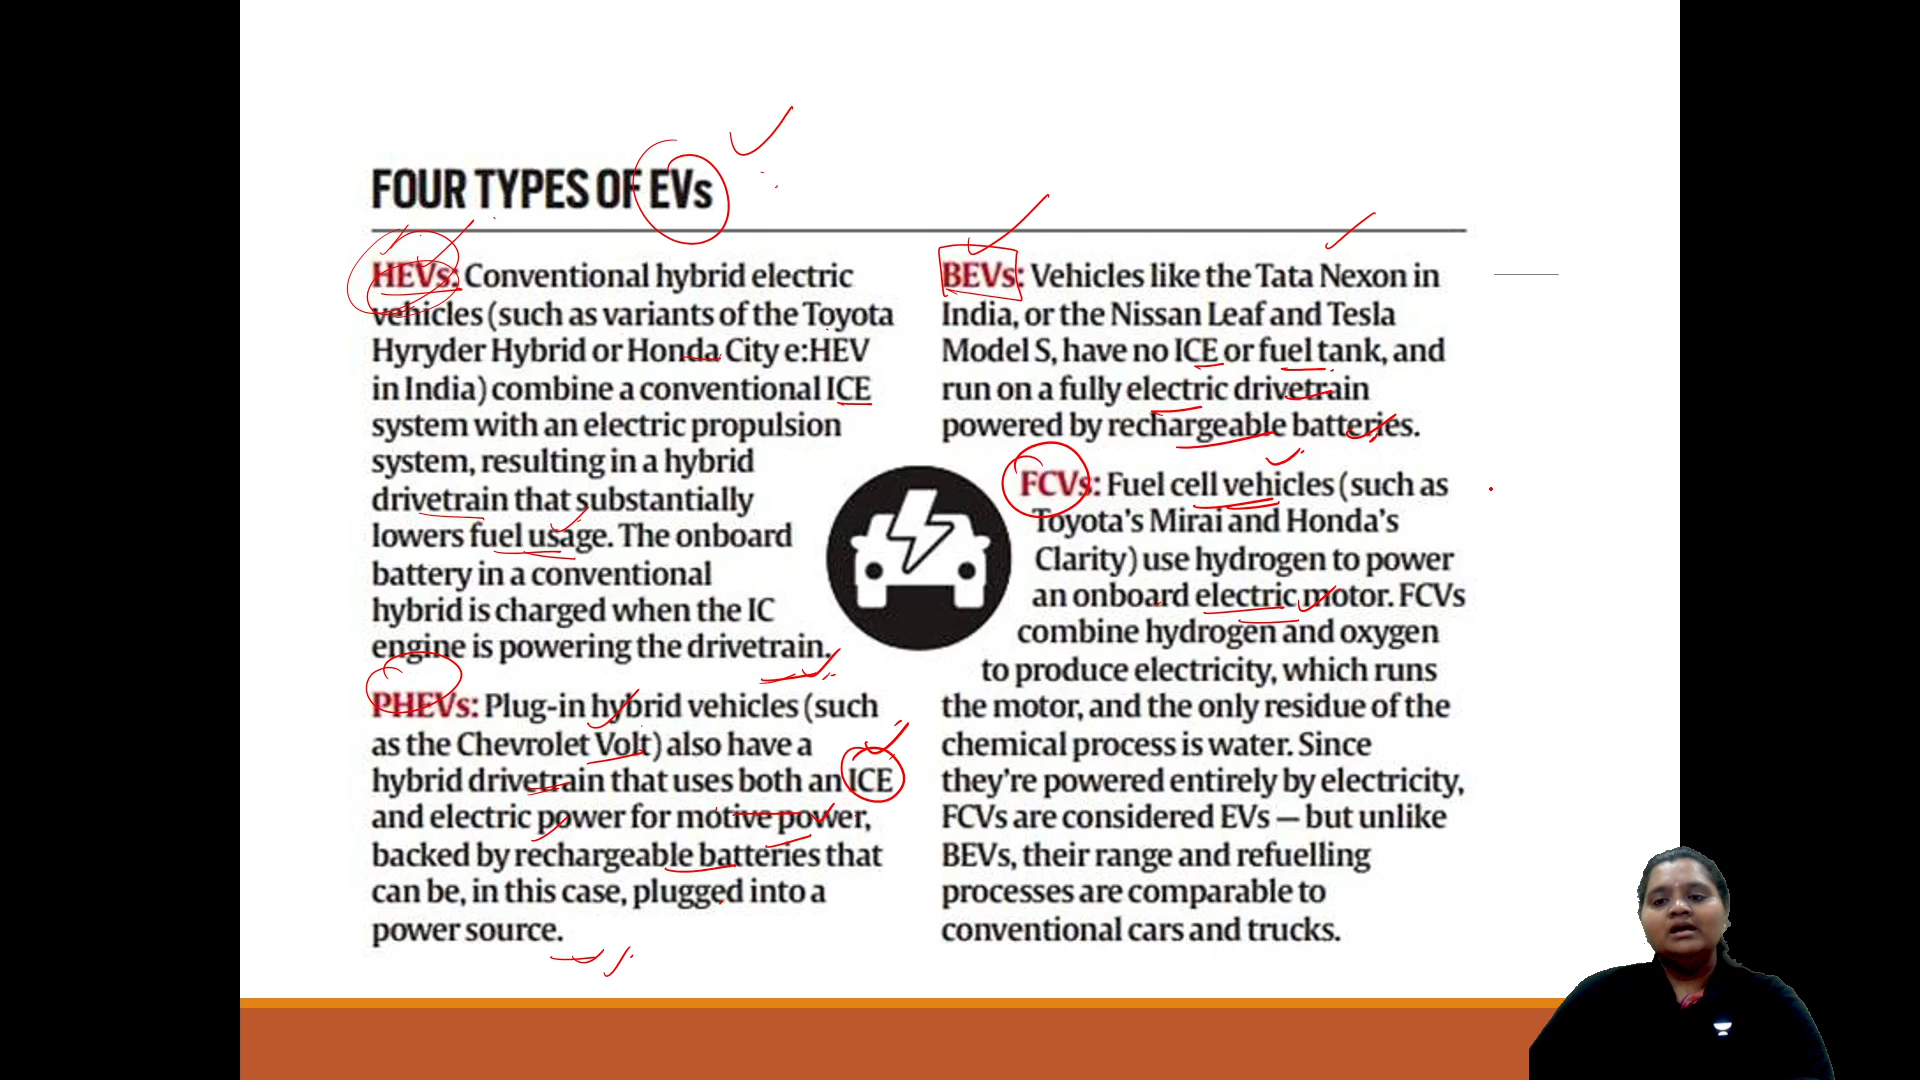 FOUR TYPES OF EVs
HEVs: Conventional hybrid electric
vehicles (such as variants of the Toyota
Hyryder Hybrid or Honda City e:HEV
in India) combine a conventional ICE
system with an electric propulsion
system, resulting in a hybrid
drivetrain that substantially
lowers fuel usage. The onboard
battery in a conventional
hybrid is charged when the IC
engine is powering the drivetrain.
PHEVs: Plug-in hybrid vehicles (such
as the Chevrolet Volt) also have a
hybrid drivetrain that uses both an ICE
and electric power for motive power,
backed by rechargeable batteries that
can be, in this case, plugged into a
power source.
BEVs: Vehicles like the Tata Nexon in
India, or the Nissan Leaf and Tesla
Model S, have no ICE or fuel tank, and
run on a fully electric drivetrain
powered by rechargeable batteries.
FCVs: Fuel cell vehicles (such as
Toyota's Mirai and Honda's
Clarity) use hydrogen to power
an onboard electric motor. FCVs
combine hydrogen and oxygen
to produce electricity, which runs
the motor, and the only residue of the
chemical process is water. Since
they're powered entirely by electricity,
FCVs are considered EVs — but unlike
BEVs, their range and refuelling
processes are comparable to
conventional cars and trucks.